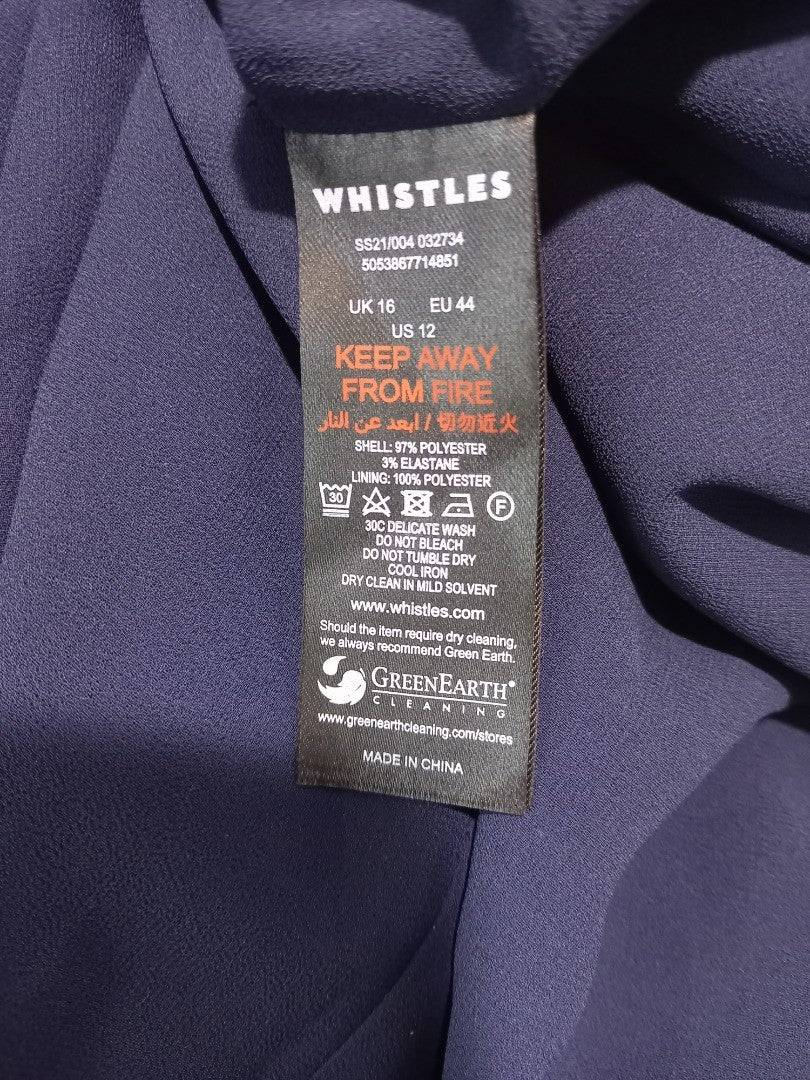 WHISTLES
SS21/004 032734
5053867714851
UK 16 EU 44
US 12
KEEP AWAY
FROM FIRE
ابعد عن النار / 切勿近火
SHELL: 97% POLYESTER
3% ELASTANE
LINING: 100% POLYESTER
30 F
30C DELICATE WASH
DO NOT BLEACH
DO NOT TUMBLE DRY
COOL IRON
DRY CLEAN IN MILD SOLVENT
www.whistles.com
Should the item require dry cleaning,
we always recommend Green Earth.
GREENEARTH®
CLEANING
www.greenearthcleaning.com/stores
MADE IN CHINA